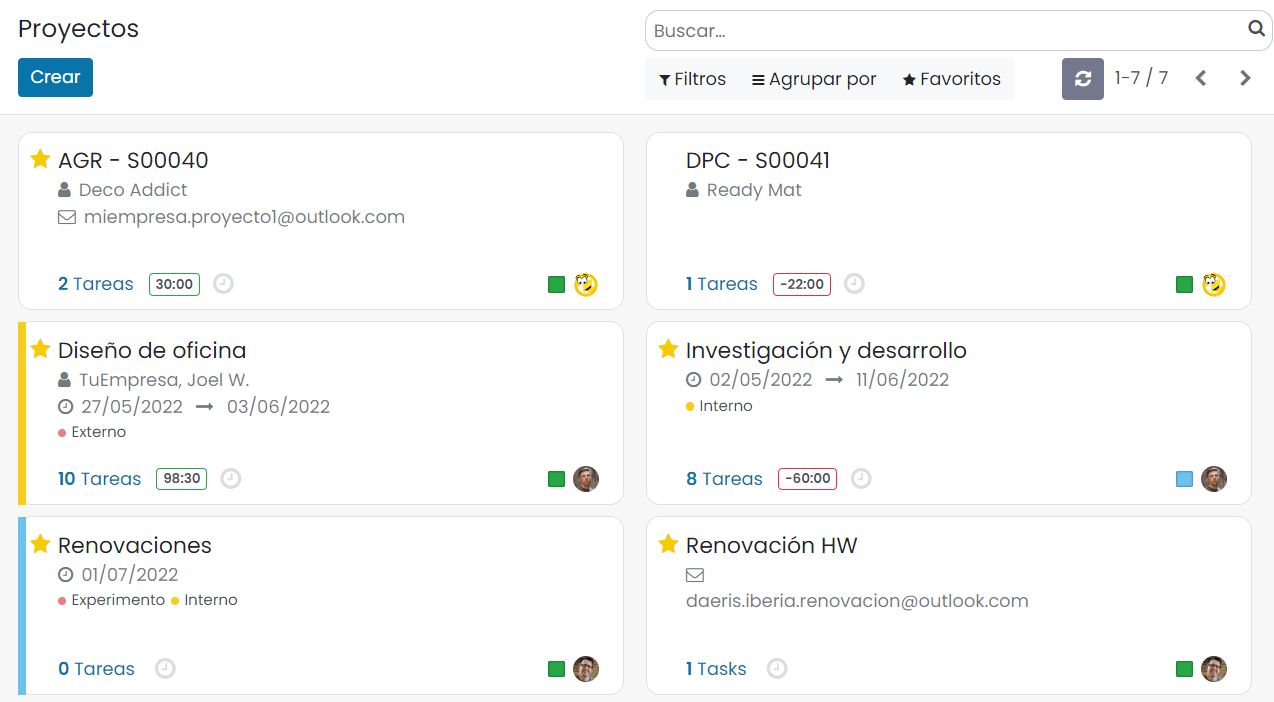 Proyectos
Buscar...
Crear
Filtros Agrupar por Favoritos 1-7 / 7
AGR - S00040
Deco Addict
miempresa.proyecto1@outlook.com
2 Tareas 30:00
DPC - S00041
Ready Mat
1 Tareas -22:00
Diseño de oficina
TuEmpresa, Joel W.
27/05/2022 → 03/06/2022
Externo
10 Tareas 98:30
Investigación y desarrollo
02/05/2022 → 11/06/2022
Interno
8 Tareas -60:00
Renovaciones
01/07/2022
Experimento Interno
0 Tareas
Renovación HW
daeris.iberia.renovacion@outlook.com
1 Tasks